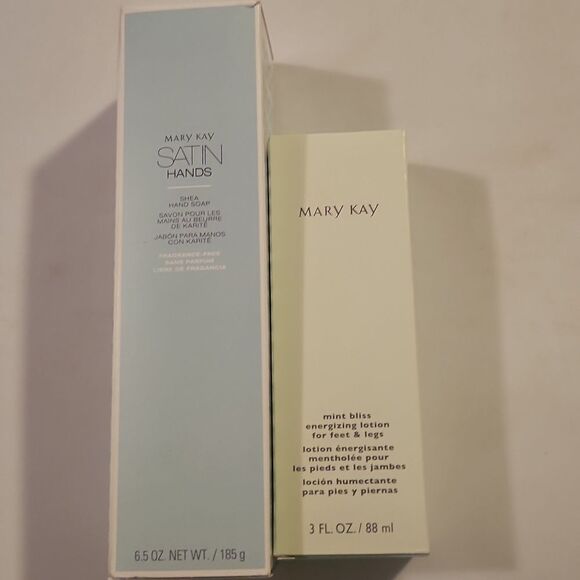 MARY KAY
SATIN
HANDS
SHEA
HAND SOAP
SAVON POUR LES
MAINS AU BEURRE
DE KARITÉ
JABÓN PARA MANOS
CON KARITÉ
FRAGRANCE-FREE
SANS PARFUM
LIBRE DE FRAGANCIA
6.5 OZ. NET WT. / 185 g
MARY KAY
mint bliss
energizing lotion
for feet & legs
lotion énergisante
mentholée pour
les pieds et les jambes
loción humectante
para pies y piernas
3 FL. OZ. / 88 ml